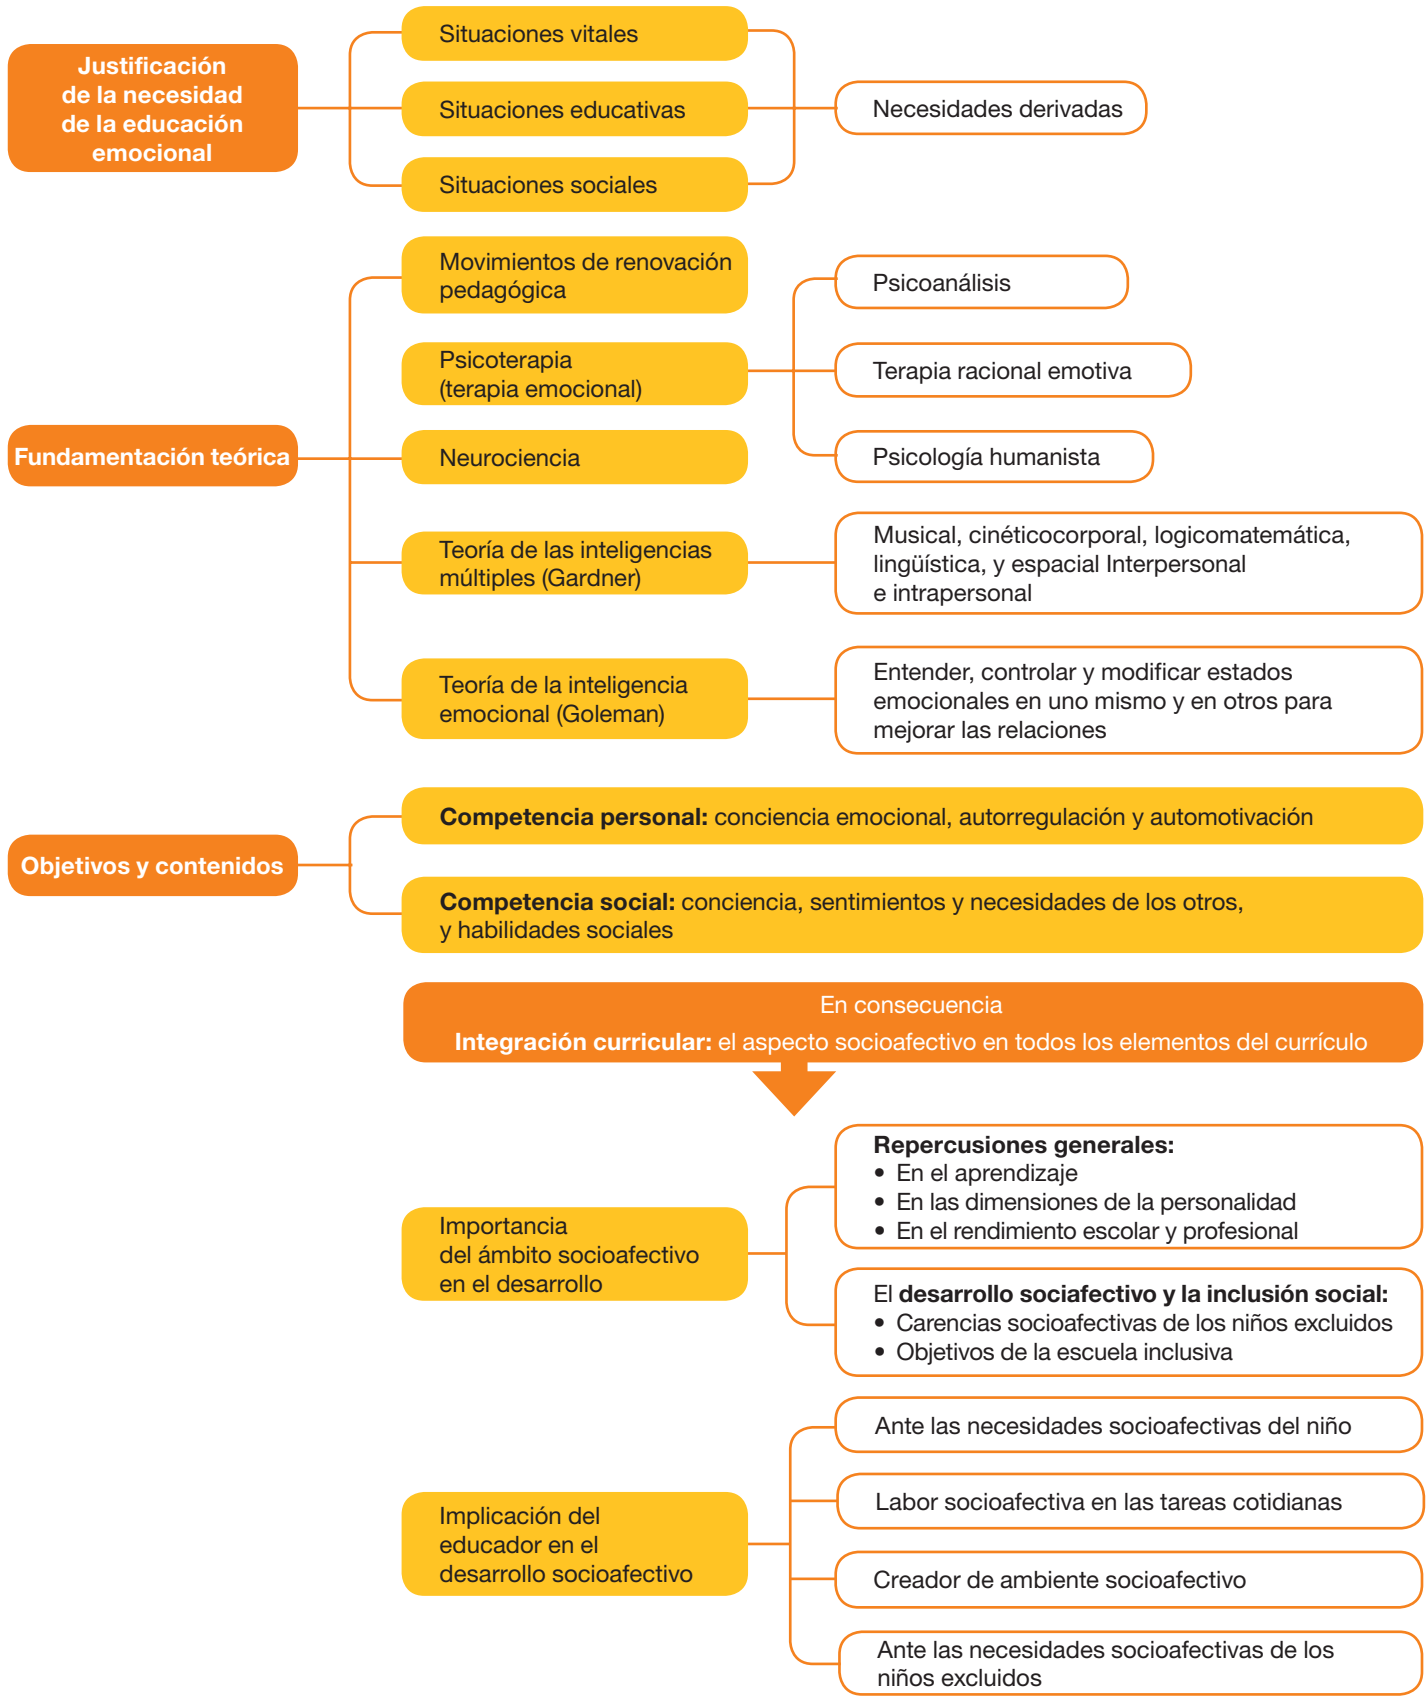 Justificación
de la necesidad
de la educación
emocional
Situaciones vitales
Situaciones educativas
Situaciones sociales
Necesidades derivadas
Fundamentación teórica
Movimientos de renovación
pedagógica
Psicoterapia
(terapia emocional)
Psicoanálisis
Terapia racional emotiva
Psicología humanista
Neurociencia
Teoría de las inteligencias
múltiples (Gardner)
Musical, cinéticocorporal, logicomatemática,
lingüística, y espacial Interpersonal
e intrapersonal
Teoría de la inteligencia
emocional (Goleman)
Entender, controlar y modificar estados
emocionales en uno mismo y en otros para
mejorar las relaciones
Objetivos y contenidos
Competencia personal: conciencia emocional, autorregulación y automotivación
Competencia social: conciencia, sentimientos y necesidades de los otros,
y habilidades sociales
En consecuencia
Integración curricular: el aspecto socioafectivo en todos los elementos del currículo
Importancia
del ámbito socioafectivo
en el desarrollo
Repercusiones generales:
• En el aprendizaje
• En las dimensiones de la personalidad
• En el rendimiento escolar y profesional
El desarrollo sociafectivo y la inclusión social:
• Carencias socioafectivas de los niños excluidos
• Objetivos de la escuela inclusiva
Implicación del
educador en el
desarrollo socioafectivo
Ante las necesidades socioafectivas del niño
Labor socioafectiva en las tareas cotidianas
Creador de ambiente socioafectivo
Ante las necesidades socioafectivas de los
niños excluidos